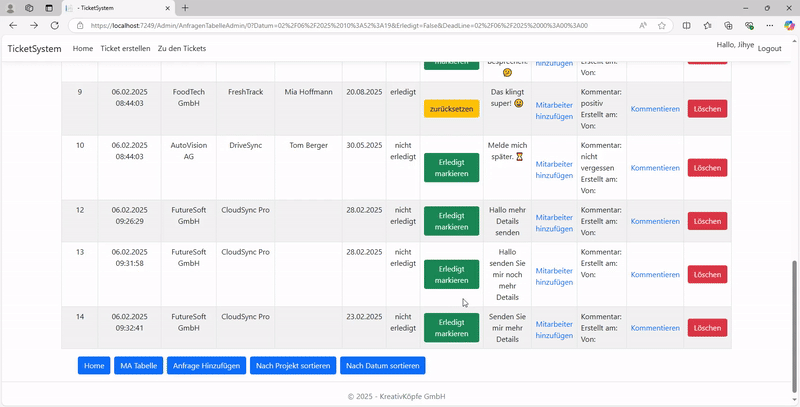 - TicketSystem
https://localhost:7249/Admin/AnfragenTabelleAdmin/0?Datum=02%2F06%2F2025%2010%3A52%3A19&Erledigt=False&DeadLine=02%2F06%2F2025%2000%3A00%3A00
TicketSystem Home Ticket erstellen Zu den Tickets Hallo, Jihye Logout
markieren besprechen. 🤔 hinzufügen Erstellt am:
Von:
9 06.02.2025 FoodTech FreshTrack Mia Hoffmann 20.08.2025 erledigt zurücksetzen Das klingt Mitarbeiter Kommentar: Kommentieren Löschen
08:44:03 GmbH super! 😀 hinzufügen positiv
Erstellt am:
Von:
10 06.02.2025 AutoVision DriveSync Tom Berger 30.05.2025 nicht Erledigt Melde mich Mitarbeiter Kommentar: Kommentieren Löschen
08:44:03 AG erledigt markieren später. ⏳ hinzufügen nicht
vergessen
Erstellt am:
Von:
12 06.02.2025 FutureSoft CloudSync Pro 28.02.2025 nicht Erledigt Hallo mehr Mitarbeiter Kommentar: Kommentieren Löschen
09:26:29 GmbH erledigt markieren Details hinzufügen Erstellt am:
senden Von:
13 06.02.2025 FutureSoft CloudSync Pro 28.02.2025 nicht Erledigt Hallo Mitarbeiter Kommentar: Kommentieren Löschen
09:31:58 GmbH erledigt markieren senden Sie hinzufügen Erstellt am:
mir noch Von:
mehr
Details
14 06.02.2025 FutureSoft CloudSync Pro 23.02.2025 nicht Erledigt Senden Sie Mitarbeiter Kommentar: Kommentieren Löschen
09:32:41 GmbH erledigt markieren mir mehr hinzufügen Erstellt am:
Details Von:
Home MA Tabelle Anfrage Hinzufügen Nach Projekt sortieren Nach Datum sortieren
© 2025 - KreativKöpfe GmbH